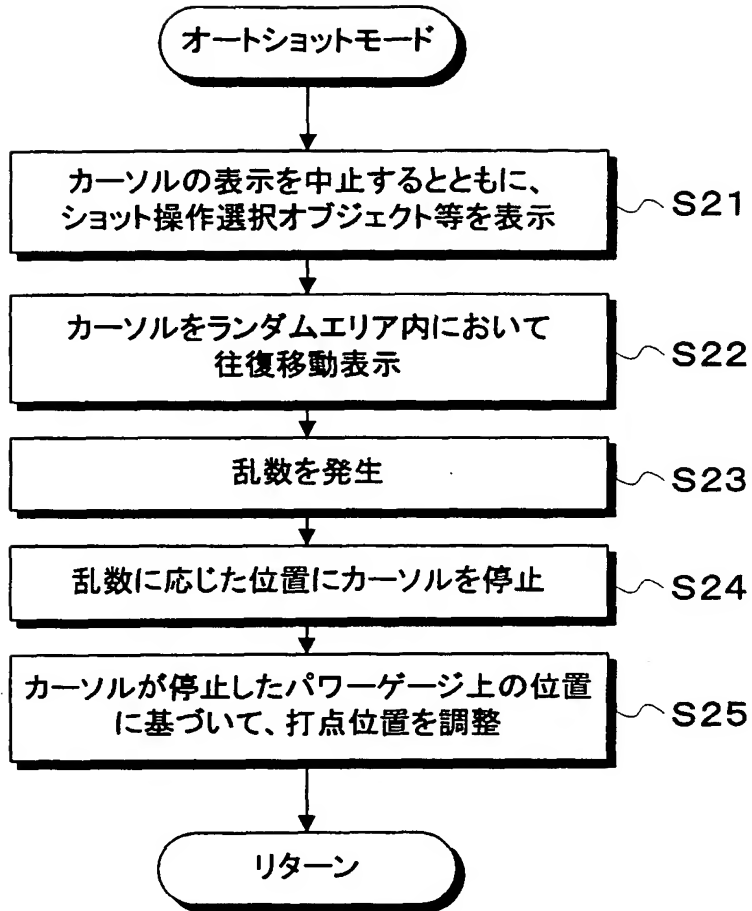 オートショットモード
カーソルの表示を中止するとともに、
ショット操作選択オブジェクト等を表示
S21
カーソルをランダムエリア内において
往復移動表示
S22
乱数を発生
S23
乱数に応じた位置にカーソルを停止
S24
カーソルが停止したパワーゲージ上の位置
に基づいて、打点位置を調整
S25
リターン